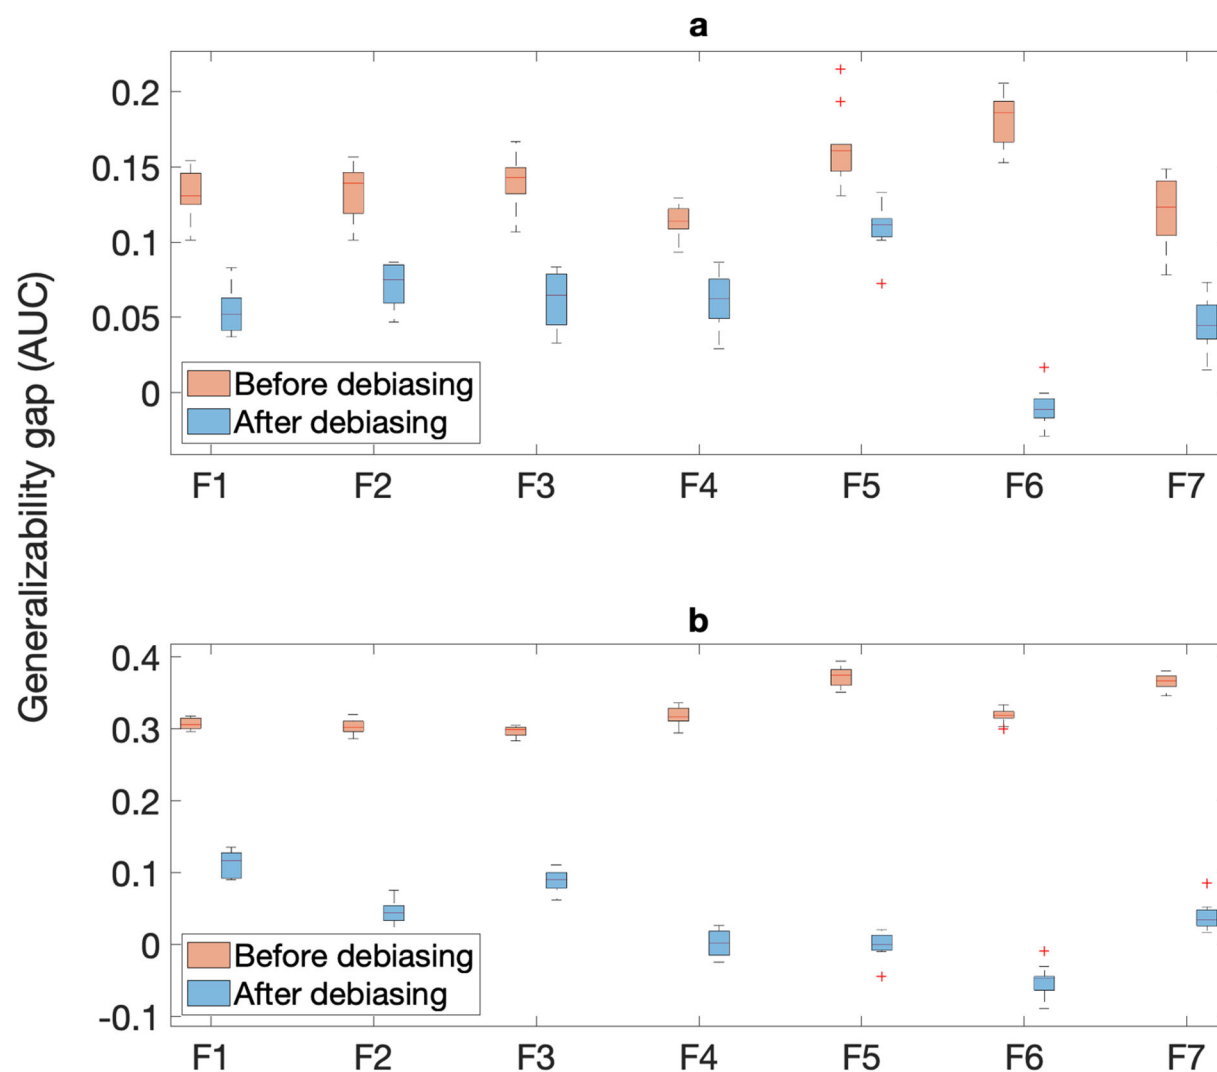 Generalizability gap (AUC)
a
0.2
0.15
0.1
0.05
0
Before debiasing
After debiasing
F1 F2 F3 F4 F5 F6 F7
b
0.4
0.3
0.2
0.1
0
-0.1
Before debiasing
After debiasing
F1 F2 F3 F4 F5 F6 F7